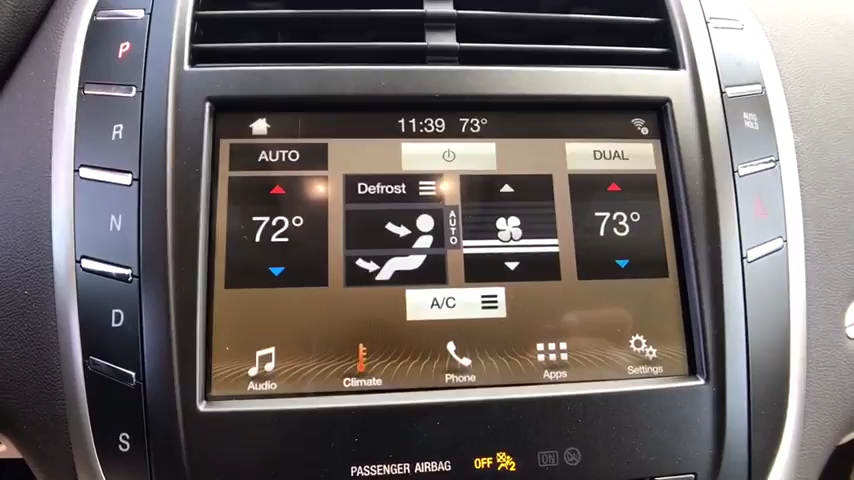 P
R
N
D
S
11:39 73°
AUTO
DUAL
Defrost
72°
AUTO
73°
A/C
Audio
Climate
Phone
Apps
Settings
AUTO
HOLD
PASSENGER AIRBAG OFF 2 ON